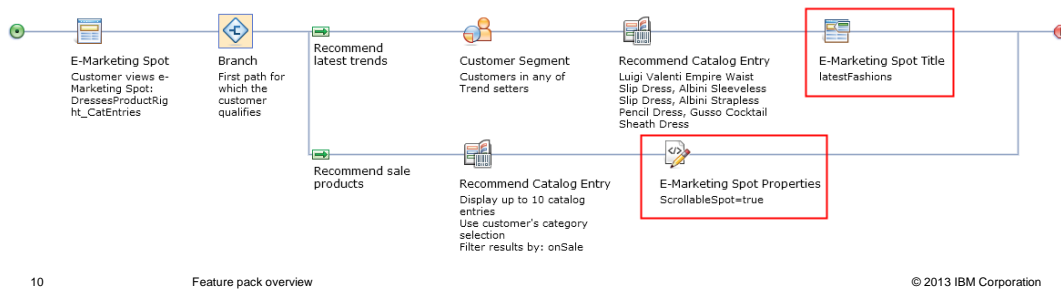 E-Marketing Spot
Customer views e-
Marketing Spot:
DressesProductRig
ht_CatEntries
Branch
First path for
which the
customer
qualifies
Recommend
latest trends
Customer Segment
Customers in any of
Trend setters
Recommend Catalog Entry
Luigi Valenti Empire Waist
Slip Dress, Albini Sleeveless
Slip Dress, Albini Strapless
Pencil Dress, Gusso Cocktail
Sheath Dress
E-Marketing Spot Title
latestFashions
Recommend sale
products
Recommend Catalog Entry
Display up to 10 catalog
entries
Use customer's category
selection
Filter results by: onSale
E-Marketing Spot Properties
ScrollableSpot=true
10
Feature pack overview
© 2013 IBM Corporation